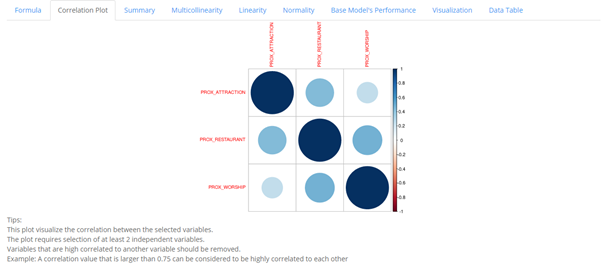 Formula Correlation Plot Summary Multicollinearity Linearity Normality Base Model's Performance Visualization Data Table
PROX_ATTRACTION PROX_RESTAURANT PROX_WORSHIP
PROX_ATTRACTION
PROX_RESTAURANT
PROX_WORSHIP
1
0.8
0.6
0.4
0.2
0
-0.2
-0.4
-0.6
-0.8
-1
Tips:
This plot visualize the correlation between the selected variables.
The plot requires selection of at least 2 independent variables.
Variables that are high correlated to another variable should be removed.
Example: A correlation value that is larger than 0.75 can be considered to be highly correlated to each other